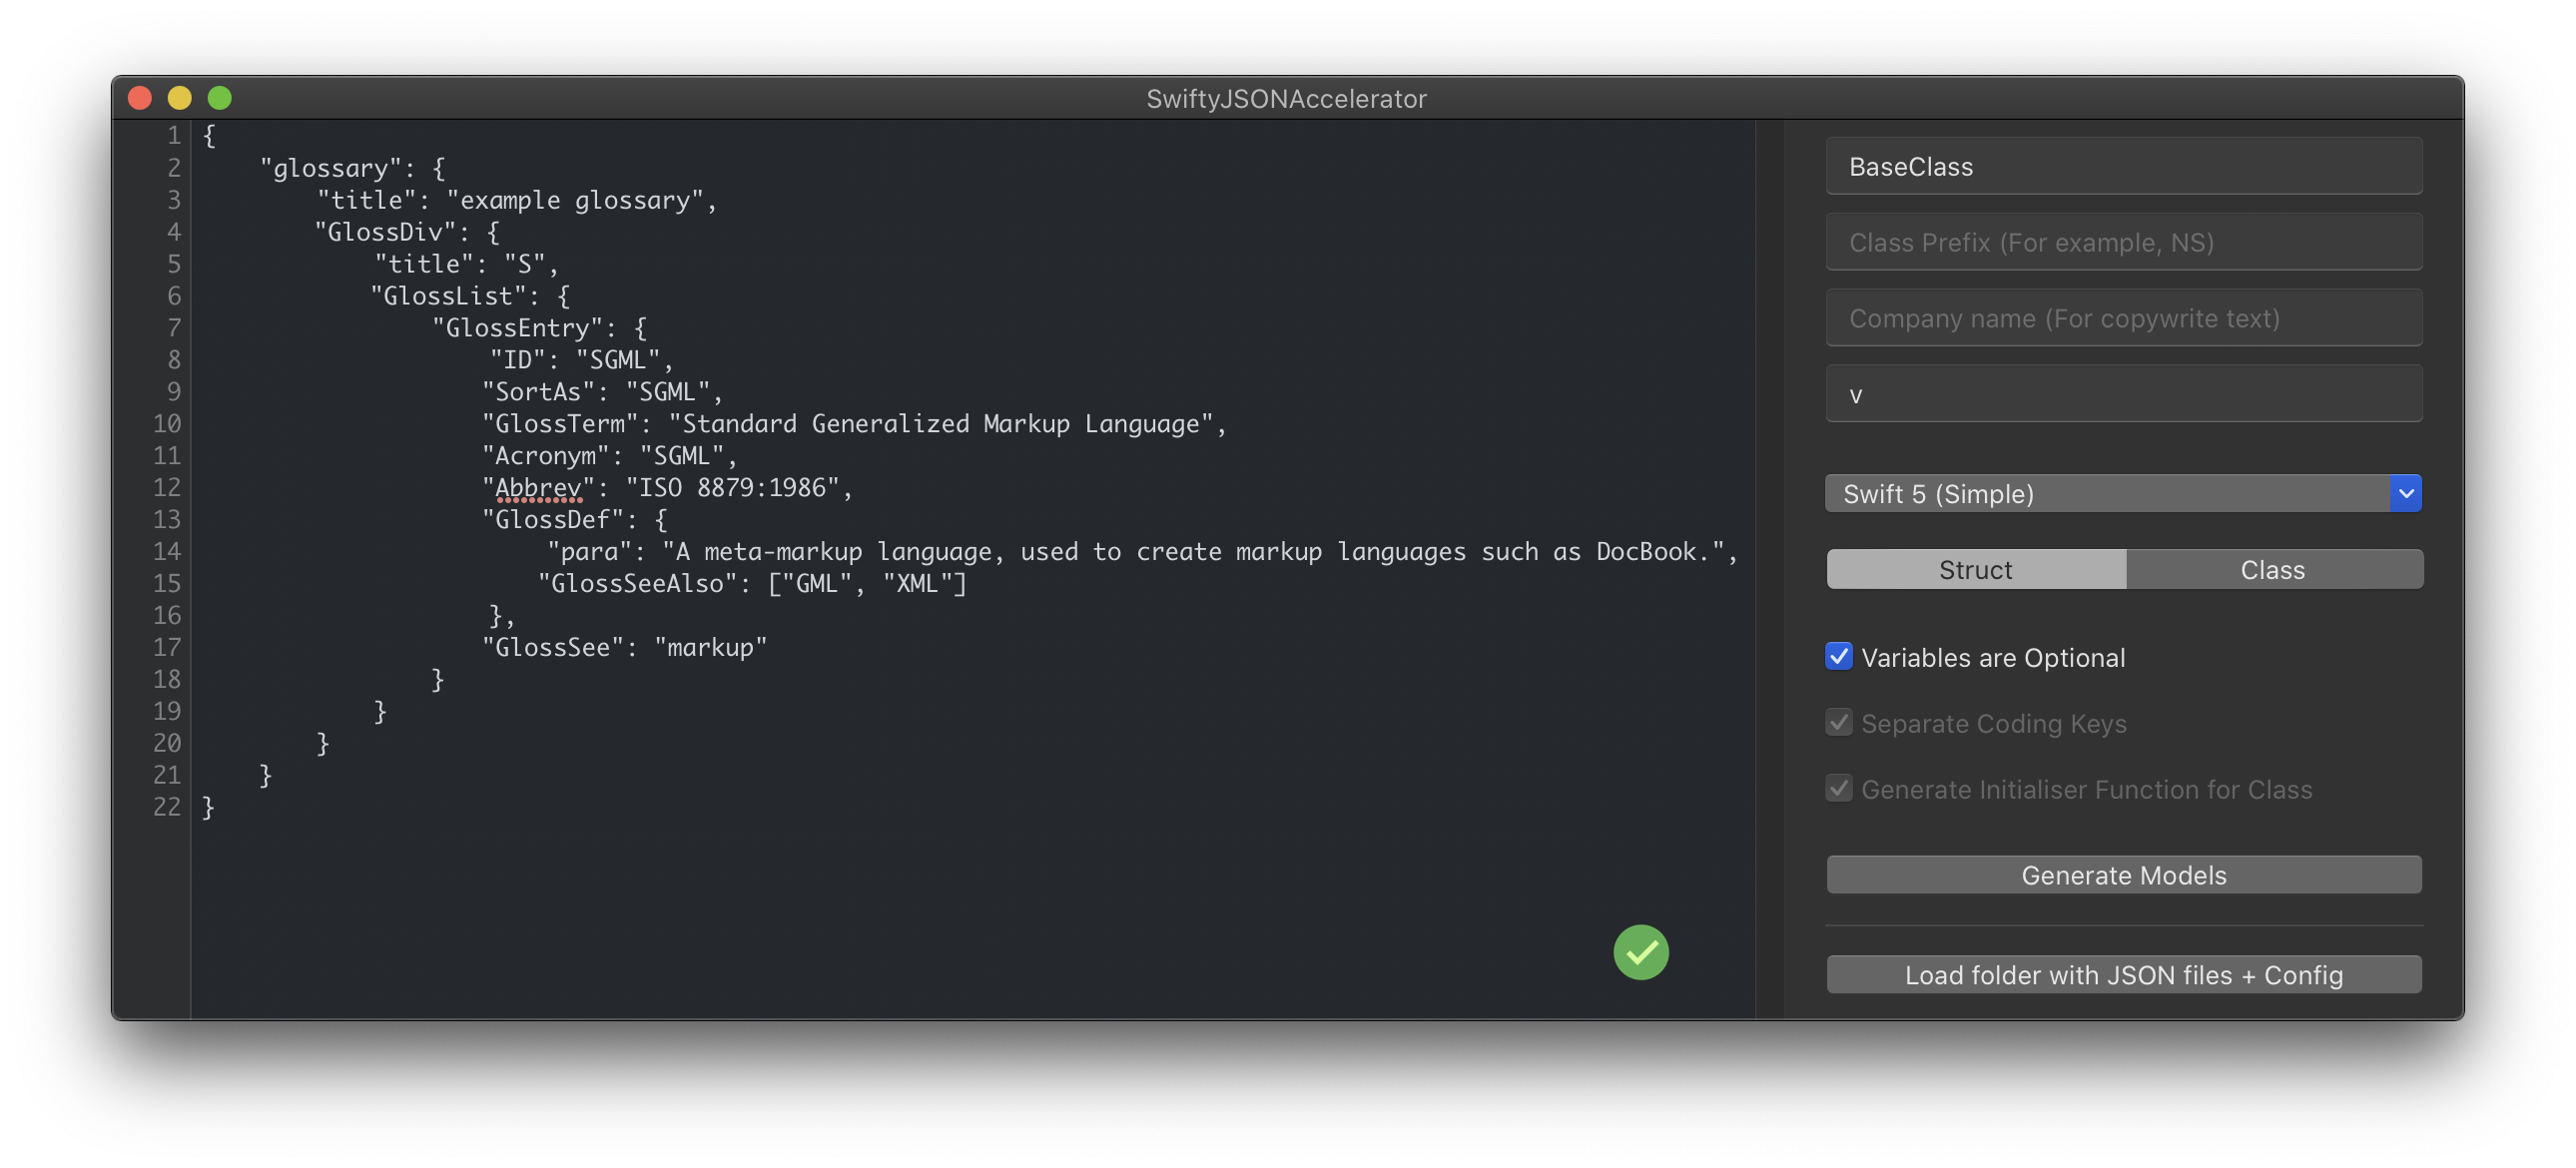 SwiftyJSONAccelerator
1 {
2     "glossary": {
3         "title": "example glossary",
4         "GlossDiv": {
5             "title": "S",
6             "GlossList": {
7                 "GlossEntry": {
8                     "ID": "SGML",
9                     "SortAs": "SGML",
10                     "GlossTerm": "Standard Generalized Markup Language",
11                     "Acronym": "SGML",
12                     "Abbrev": "ISO 8879:1986",
13                     "GlossDef": {
14                         "para": "A meta-markup language, used to create markup languages such as DocBook.",
15                         "GlossSeeAlso": ["GML", "XML"]
16                     },
17                     "GlossSee": "markup"
18                 }
19             }
20         }
21     }
22 }
BaseClass
Class Prefix (For example, NS)
Company name (For copywrite text)
v
Swift 5 (Simple)
Struct Class
Variables are Optional
Separate Coding Keys
Generate Initialiser Function for Class
Generate Models
Load folder with JSON files + Config